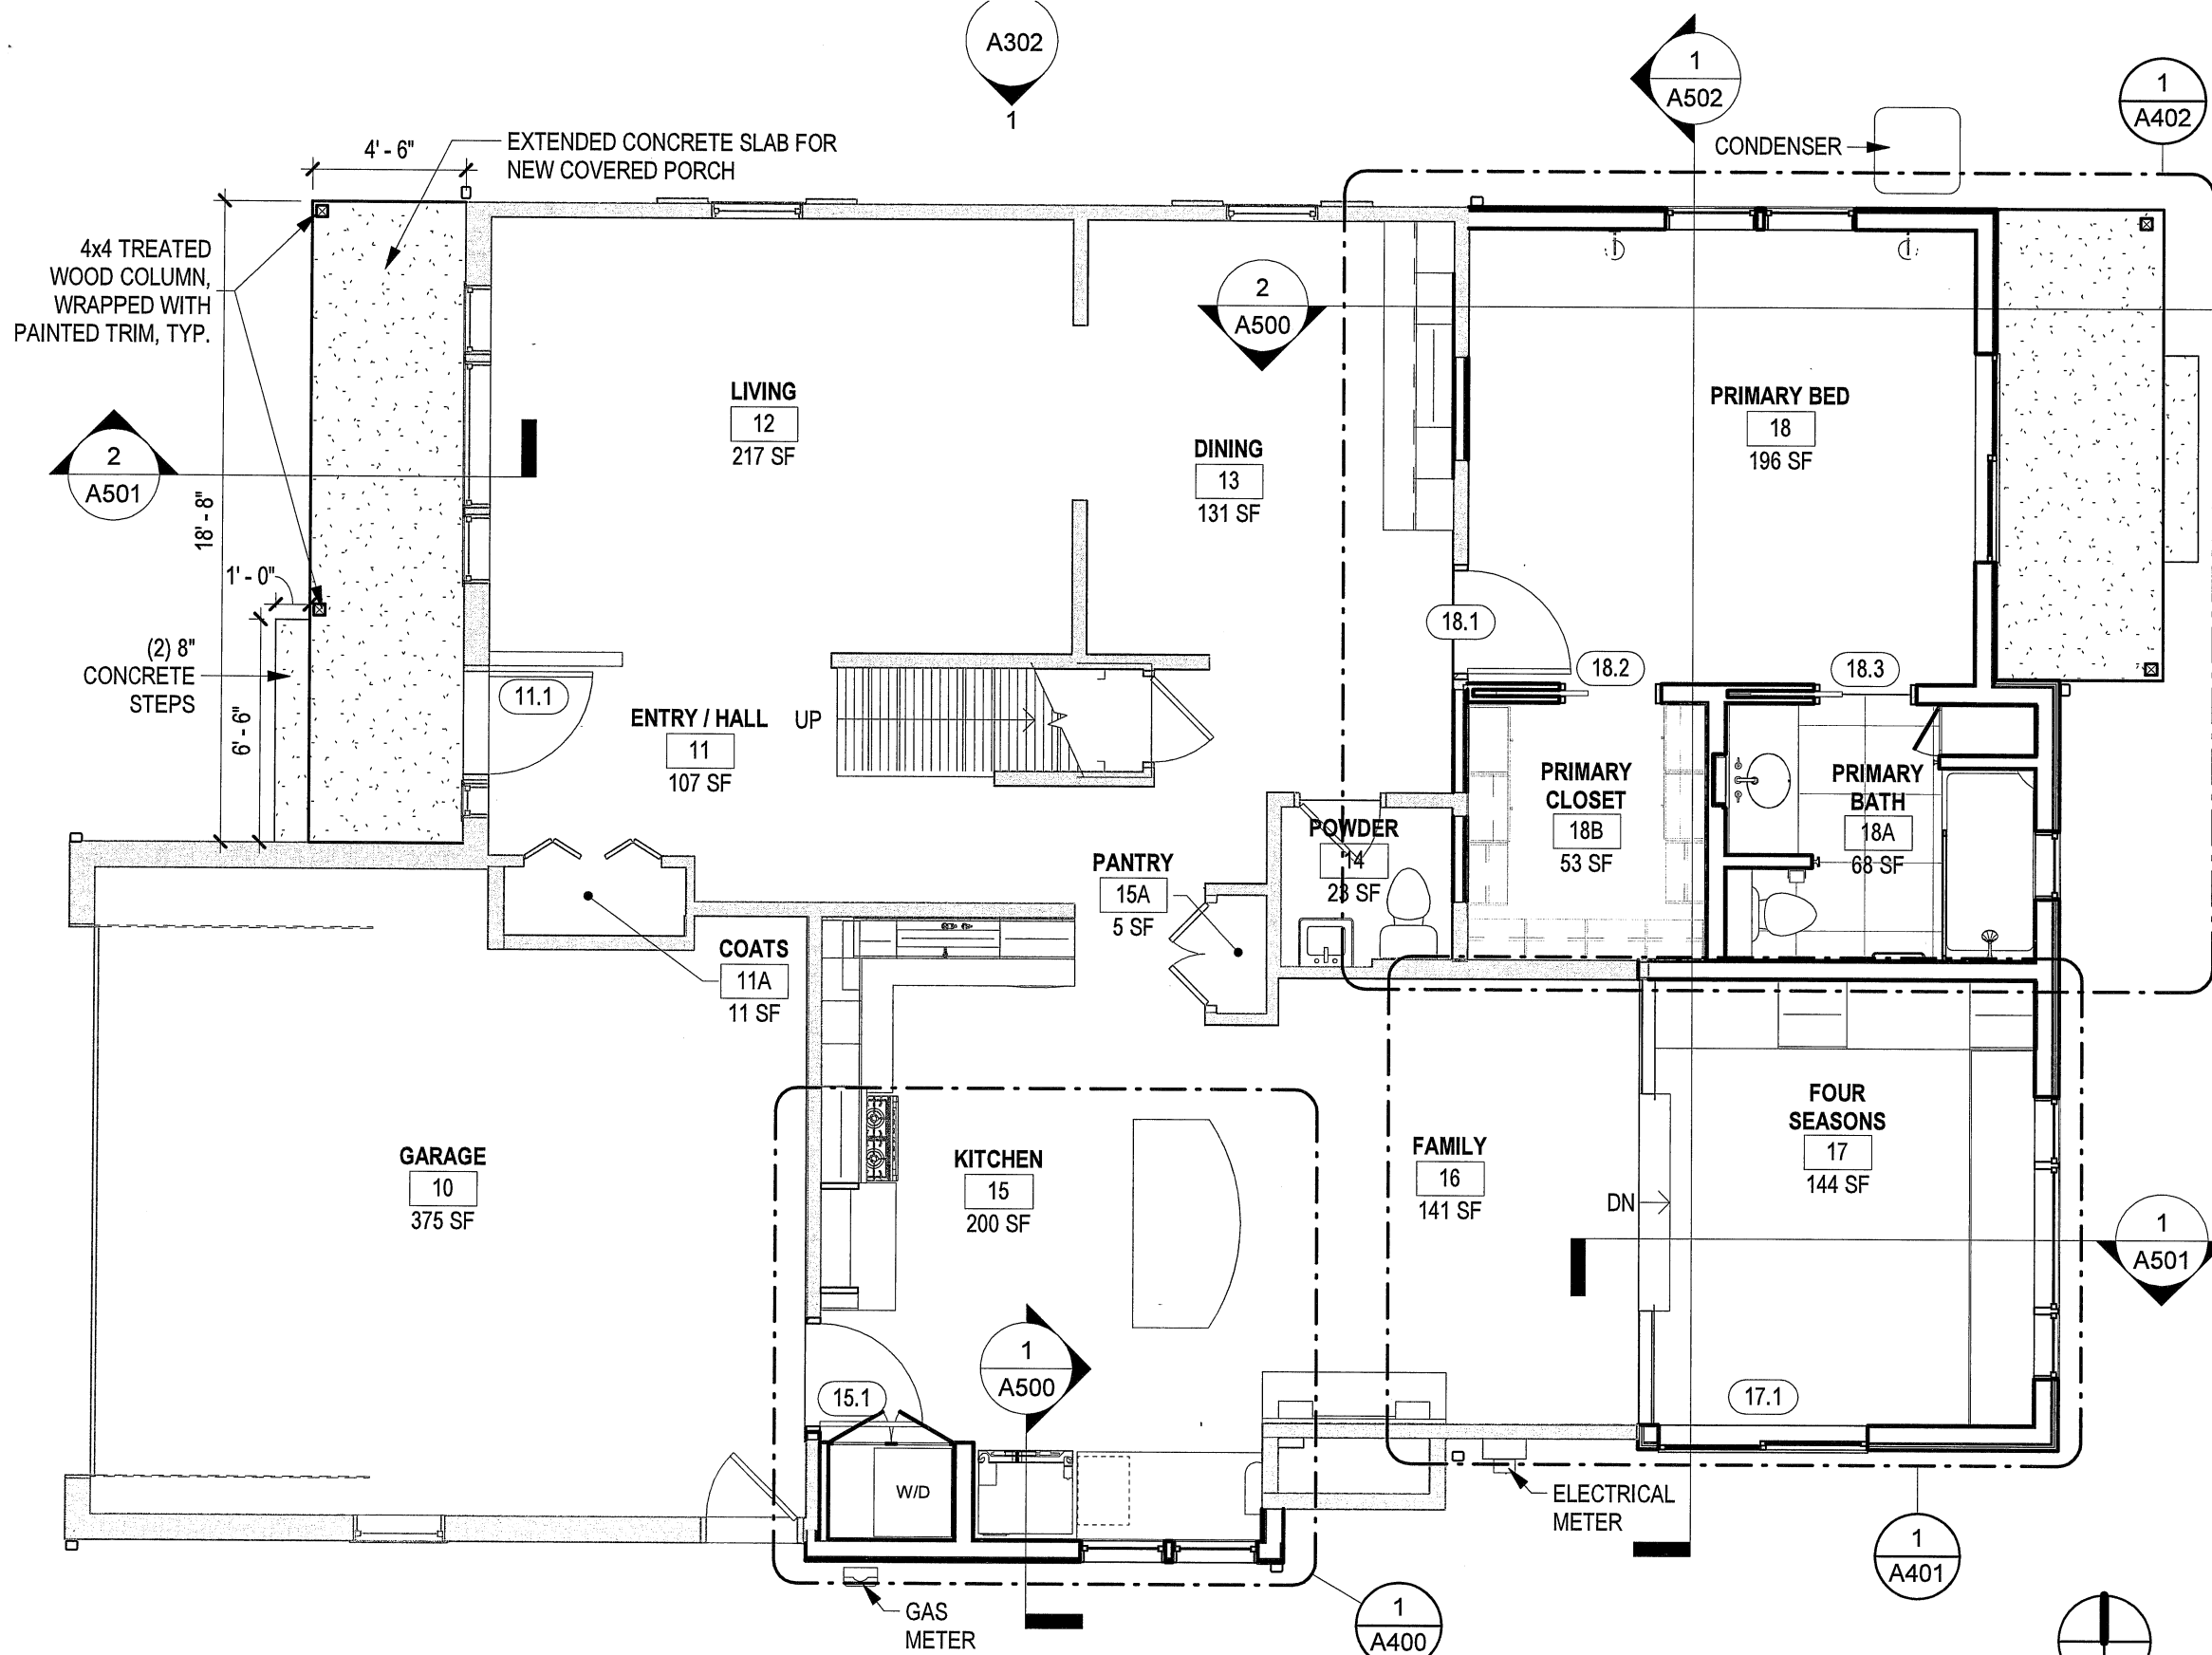 A302
1
1
A502
1
A402
CONDENSER
4' - 6"
EXTENDED CONCRETE SLAB FOR
NEW COVERED PORCH
4x4 TREATED
WOOD COLUMN,
WRAPPED WITH
PAINTED TRIM, TYP.
2
A500
LIVING
12
217 SF
DINING
13
131 SF
PRIMARY BED
18
196 SF
2
A501
18' - 8"
1' - 0"
(2) 8"
CONCRETE
STEPS
6' - 6"
11.1
ENTRY / HALL
11
107 SF
UP
18.1
18.2
18.3
PRIMARY
CLOSET
18B
53 SF
PRIMARY
BATH
18A
68 SF
POWDER
14
23 SF
PANTRY
15A
5 SF
COATS
11A
11 SF
GARAGE
10
375 SF
KITCHEN
15
200 SF
FAMILY
16
141 SF
DN
FOUR
SEASONS
17
144 SF
1
A501
1
A500
15.1
17.1
W/D
ELECTRICAL
METER
GAS
METER
1
A401
1
A400